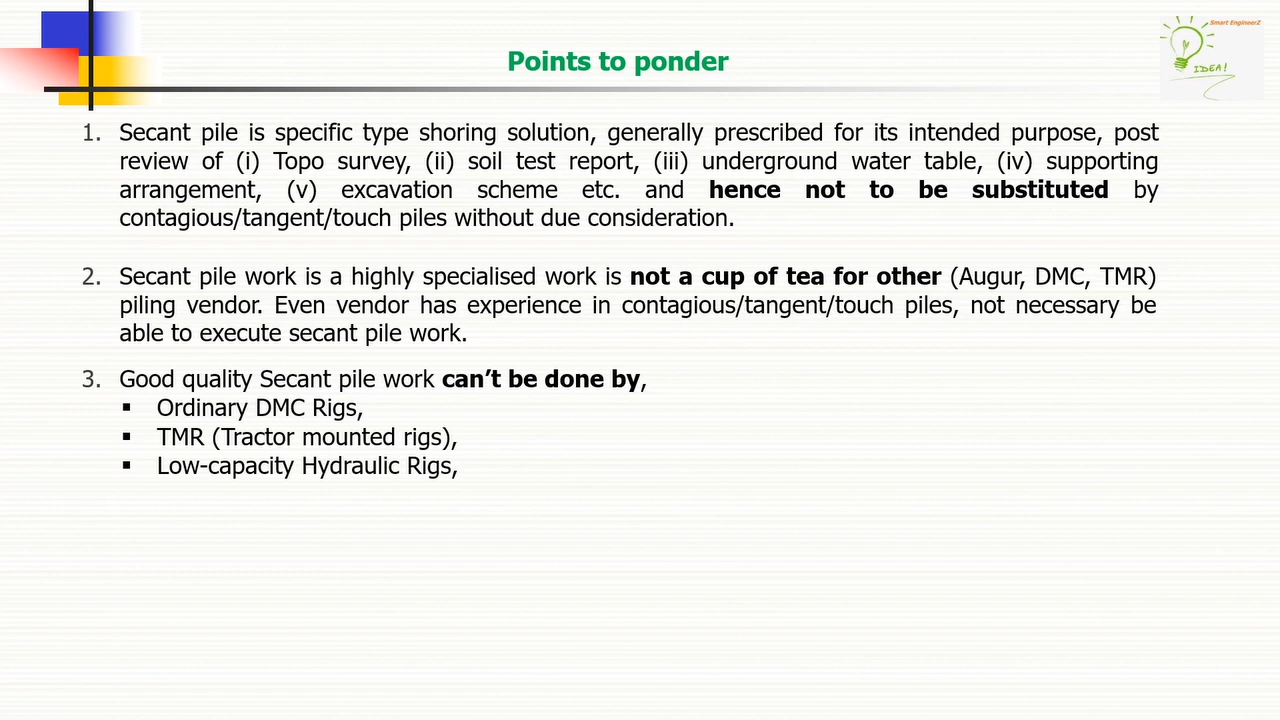 Smart EngineerZ
IDEA!
Points to ponder
1. Secant pile is specific type shoring solution, generally prescribed for its intended purpose, post
review of (i) Topo survey, (ii) soil test report, (iii) underground water table, (iv) supporting
arrangement, (v) excavation scheme etc. and hence not to be substituted by
contagious/tangent/touch piles without due consideration.
2. Secant pile work is a highly specialised work is not a cup of tea for other (Augur, DMC, TMR)
piling vendor. Even vendor has experience in contagious/tangent/touch piles, not necessary be
able to execute secant pile work.
3. Good quality Secant pile work can’t be done by,
▪ Ordinary DMC Rigs,
▪ TMR (Tractor mounted rigs),
▪ Low-capacity Hydraulic Rigs,